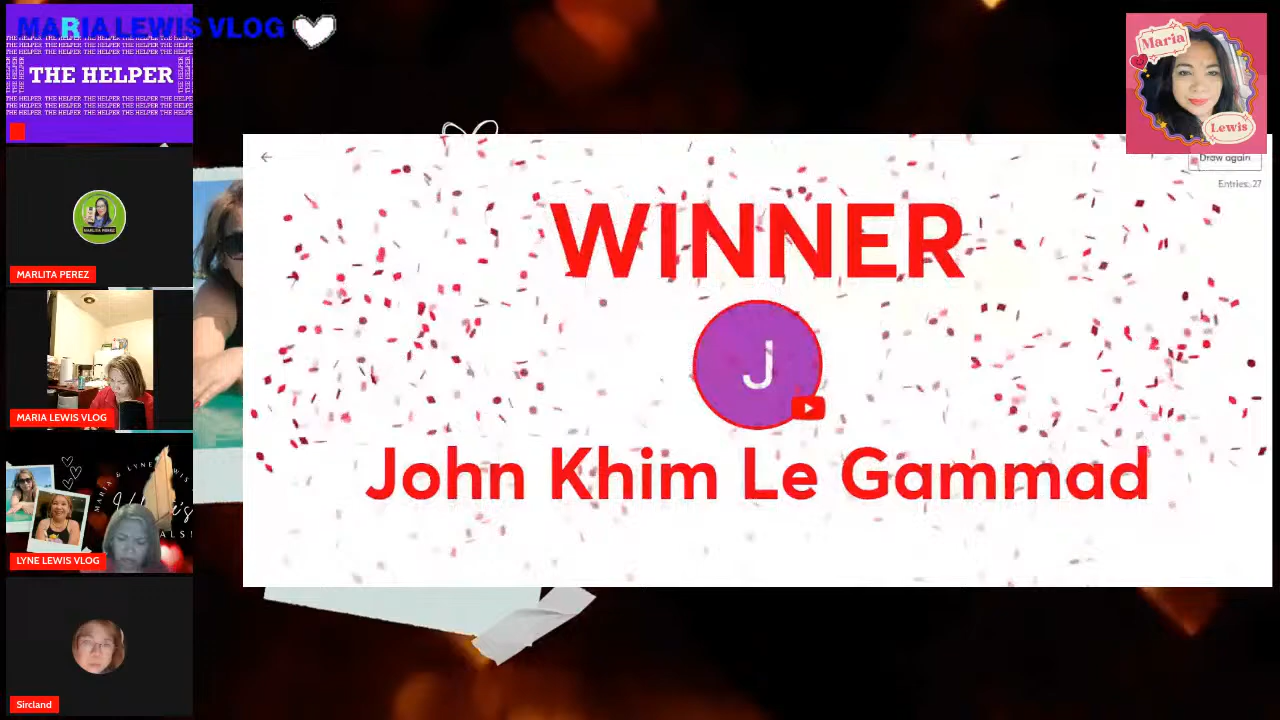 MARIA LEWIS VLOG
THE HELPER
MARLITA PEREZ
MARIA LEWIS VLOG
LYNE LEWIS VLOG
Sircland
Maria
Lewis
Draw again
Entries: 27
WINNER
J
John Khim Le Gammad